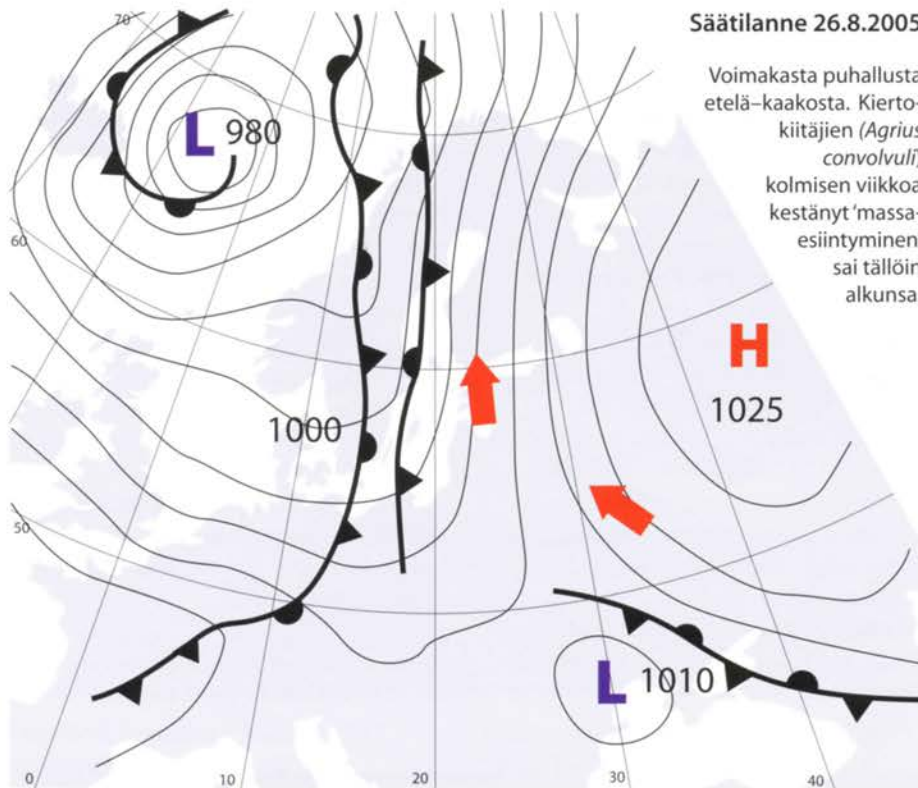 Säätilanne 26.8.2005
Voimakasta puhallusta
etelä–kaakosta. Kierto-
kiitäjien (Agrius
convolvuli)
kolmisen viikkoa
kestänyt ’massa-
esiintyminen
sai tällöin
alkunsa
70
L 980
60
H
1025
1000
50
L 1010
0
10
20
30
40